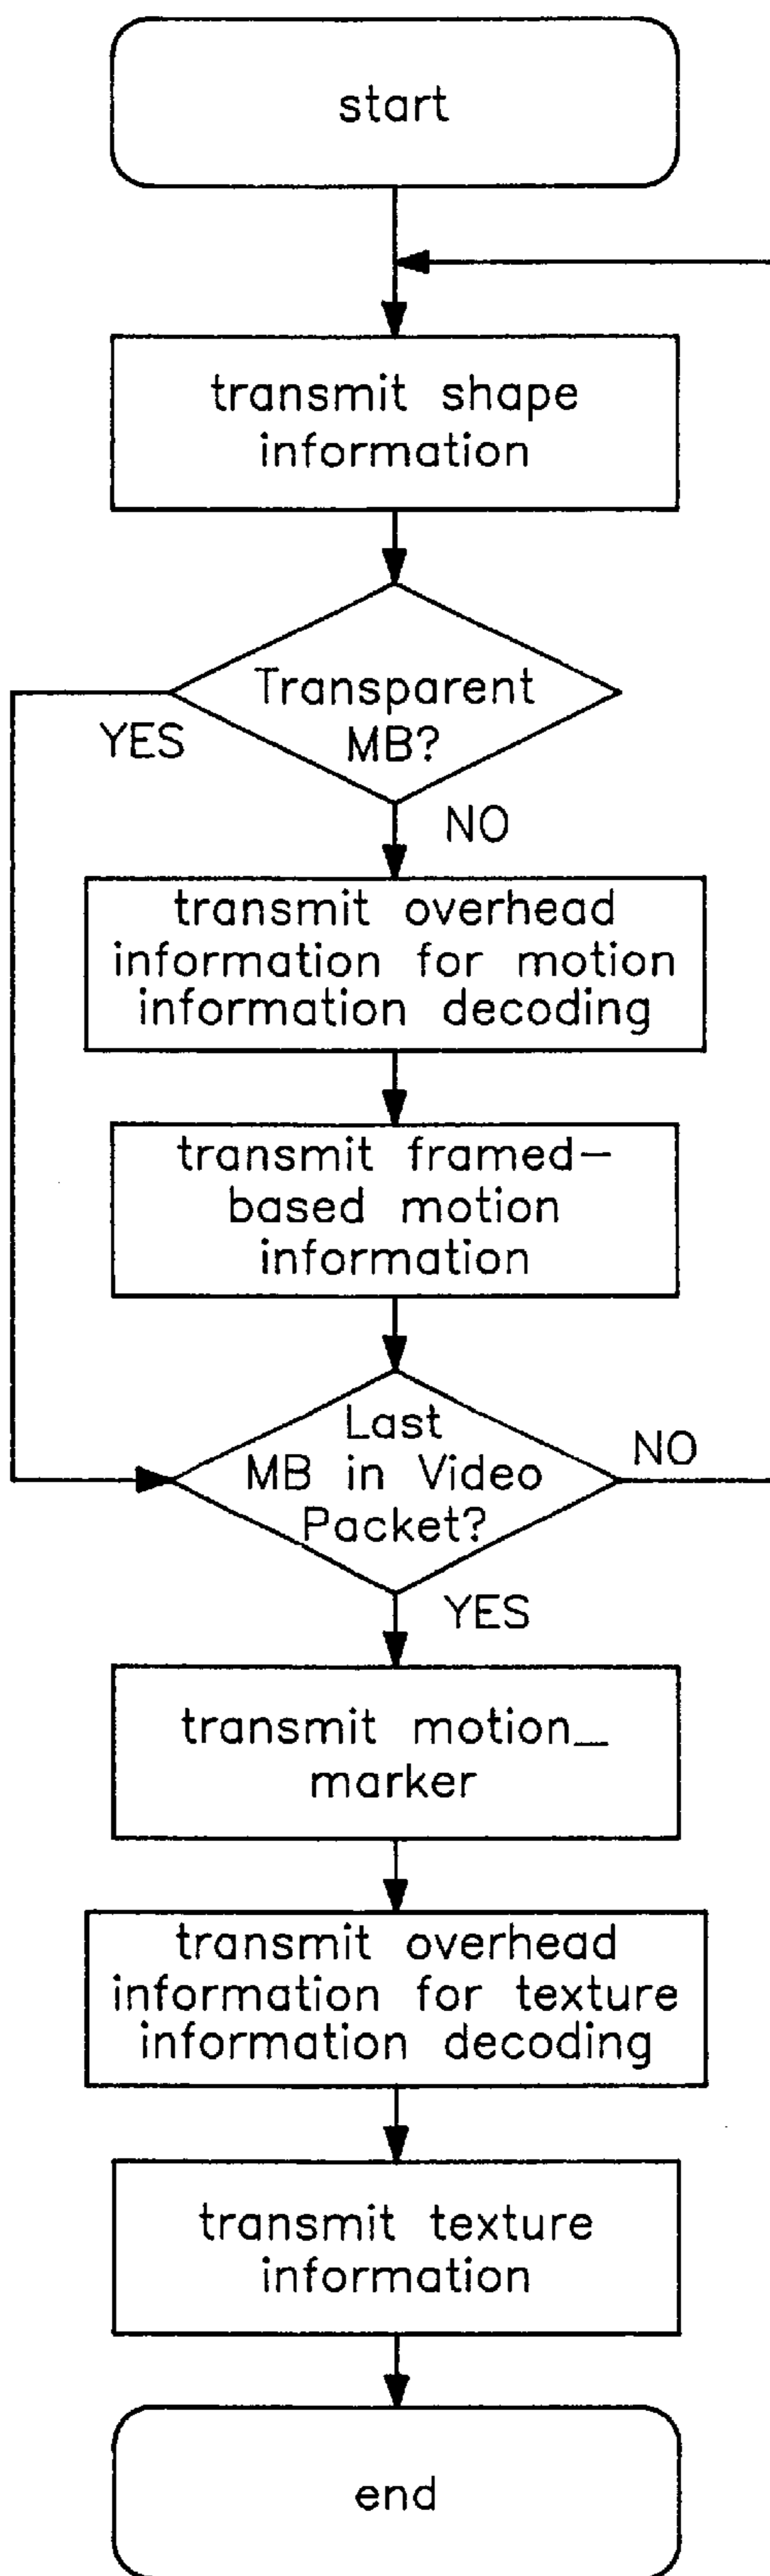 start
transmit shape
information
Transparent
MB?
YES
NO
transmit overhead
information for motion
information decoding
transmit framed-
based motion
information
Last
MB in Video
Packet?
NO
YES
transmit motion_
marker
transmit overhead
information for texture
information decoding
transmit texture
information
end